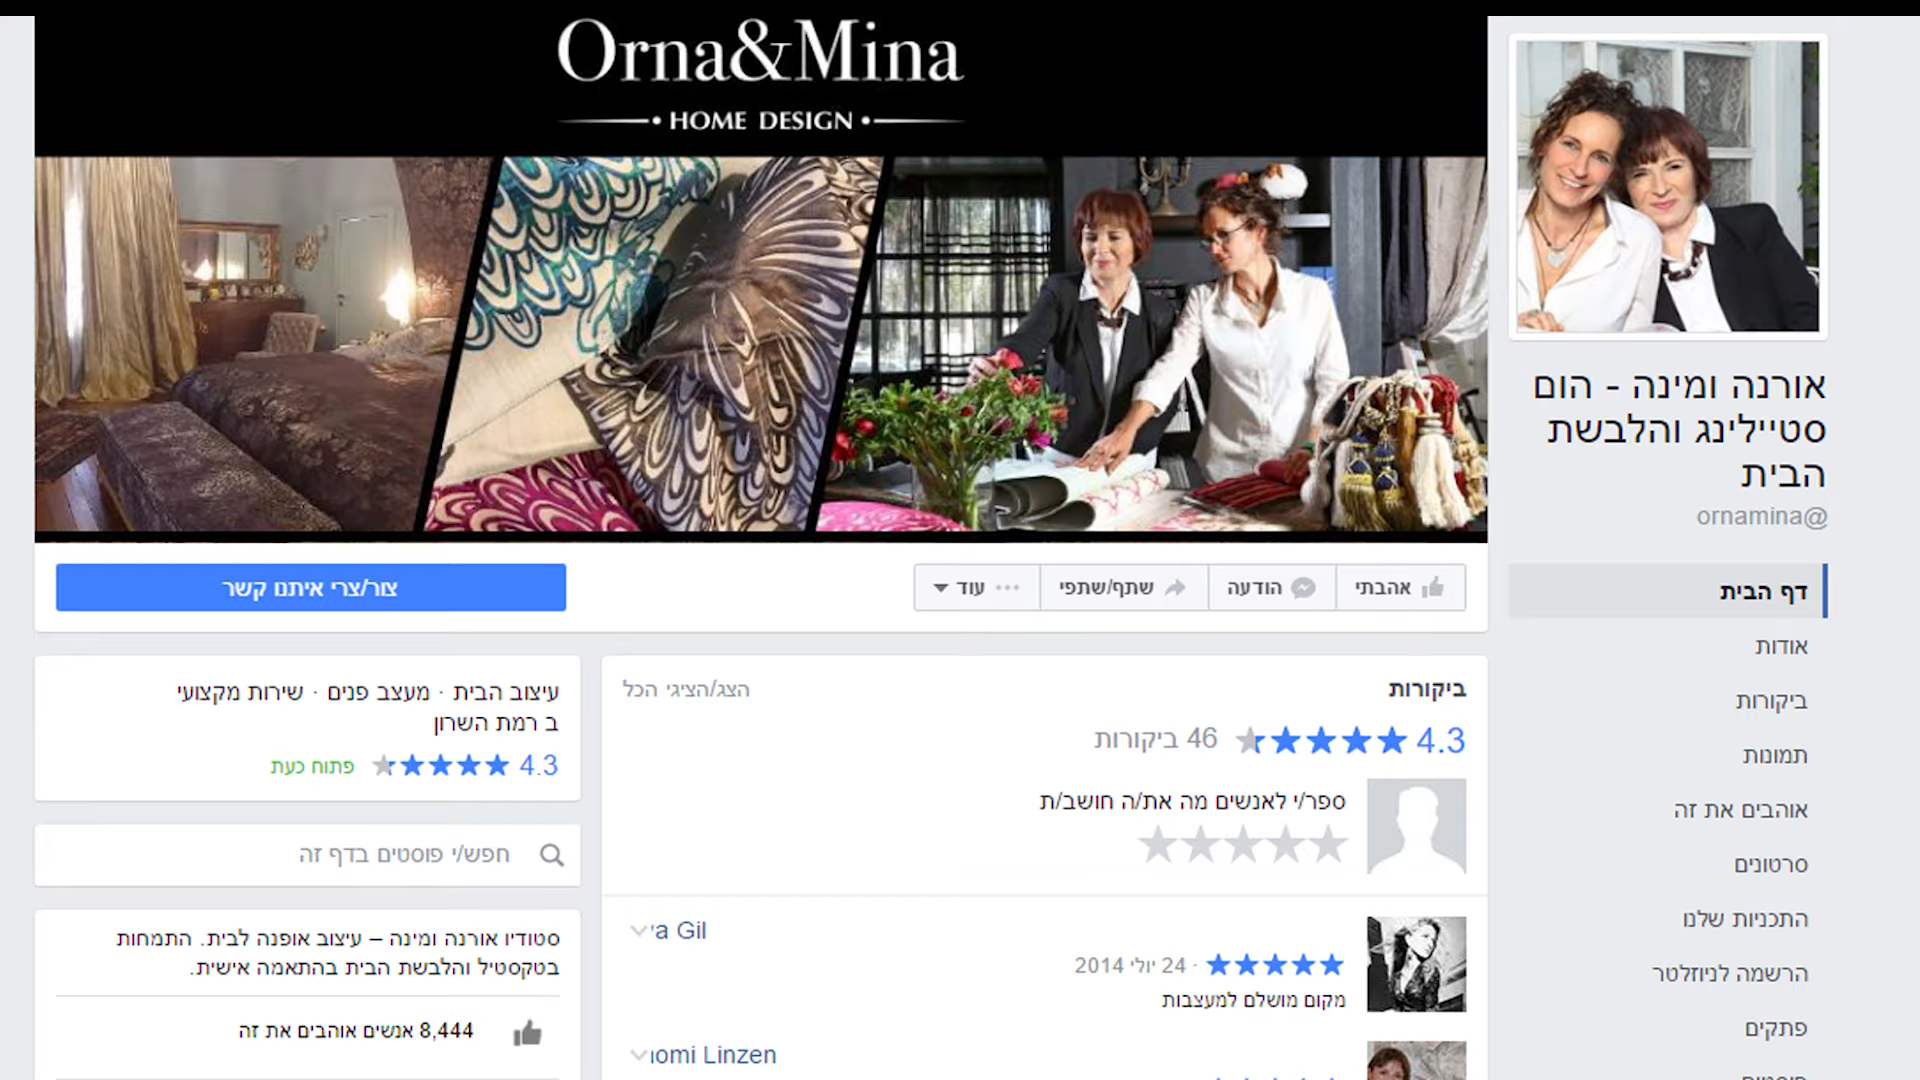 Orna&Mina
• HOME DESIGN •
אורנה ומינה - הום
סטיילינג והלבשת
הבית
@ornamina
דף הבית
אודות
ביקורות
תמונות
אוהבים את זה
סרטונים
התכניות שלנו
הרשמה לניוזלטר
פתקים
אהבתי
הודעה
שתף/שתפי
עוד
צור/צרי איתנו קשר
ביקורות
הצג/הציגי הכל
4.3
46 ביקורות
ספר/י לאנשים מה את/ה חושב/ת
Gil
24 יולי 2014 ·
מקום מושלם למעצבות
Linzen
עיצוב הבית · מעצב פנים · שירות מקצועי
ב רמת השרון
4.3
פתוח כעת
חפש/י פוסטים בדף זה
סטודיו אורנה ומינה – עיצוב אופנה לבית. התמחות
בטקסטיל והלבשת הבית בהתאמה אישית.
8,444 אנשים אוהבים את זה